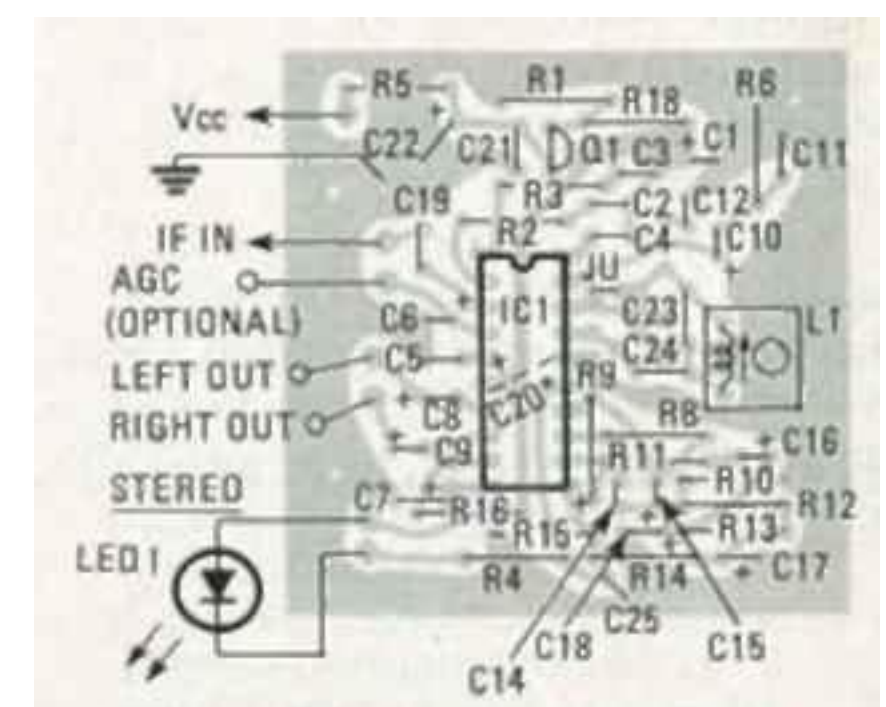 R5
R1
R18
R6
Vcc
C22
C21
Q1
C3
C1
C11
C19
R3
C2
C12
IF IN
R2
C4
C10
AGC
(OPTIONAL)
JU
IC1
C6
C23
L1
LEFT OUT
C5
C24
R9
C20*
RIGHT OUT
C8
R8
C9
R11
C16
STEREO
C7
R16
R10
R12
R15
R13
LED1
R4
R14
C17
C25
C18
C15
C14